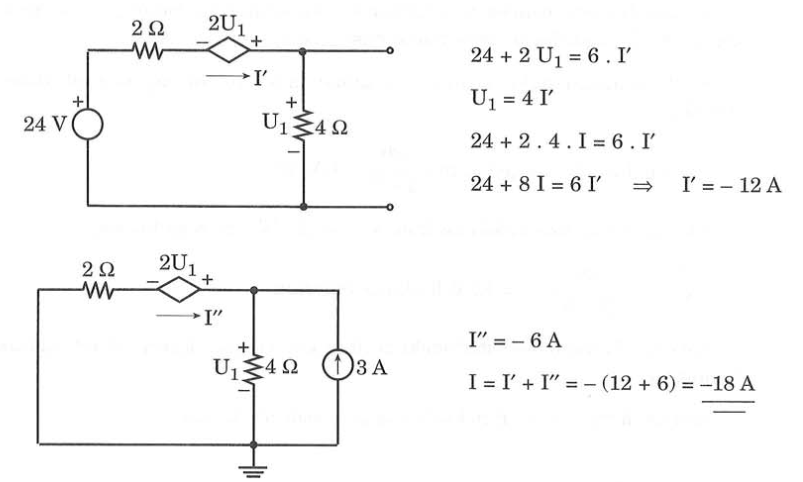 2 Ω
2U1
− +
I′
+
24 V
+
U1 4 Ω
−
24 + 2 U1 = 6 . I′
U1 = 4 I′
24 + 2 . 4 . I = 6 . I′
24 + 8 I = 6 I′ ⇒ I′ = − 12 A
2 Ω
2U1
− +
I″
+
U1 4 Ω
−
3 A
I″ = − 6 A
I = I′ + I″ = − (12 + 6) = −18 A